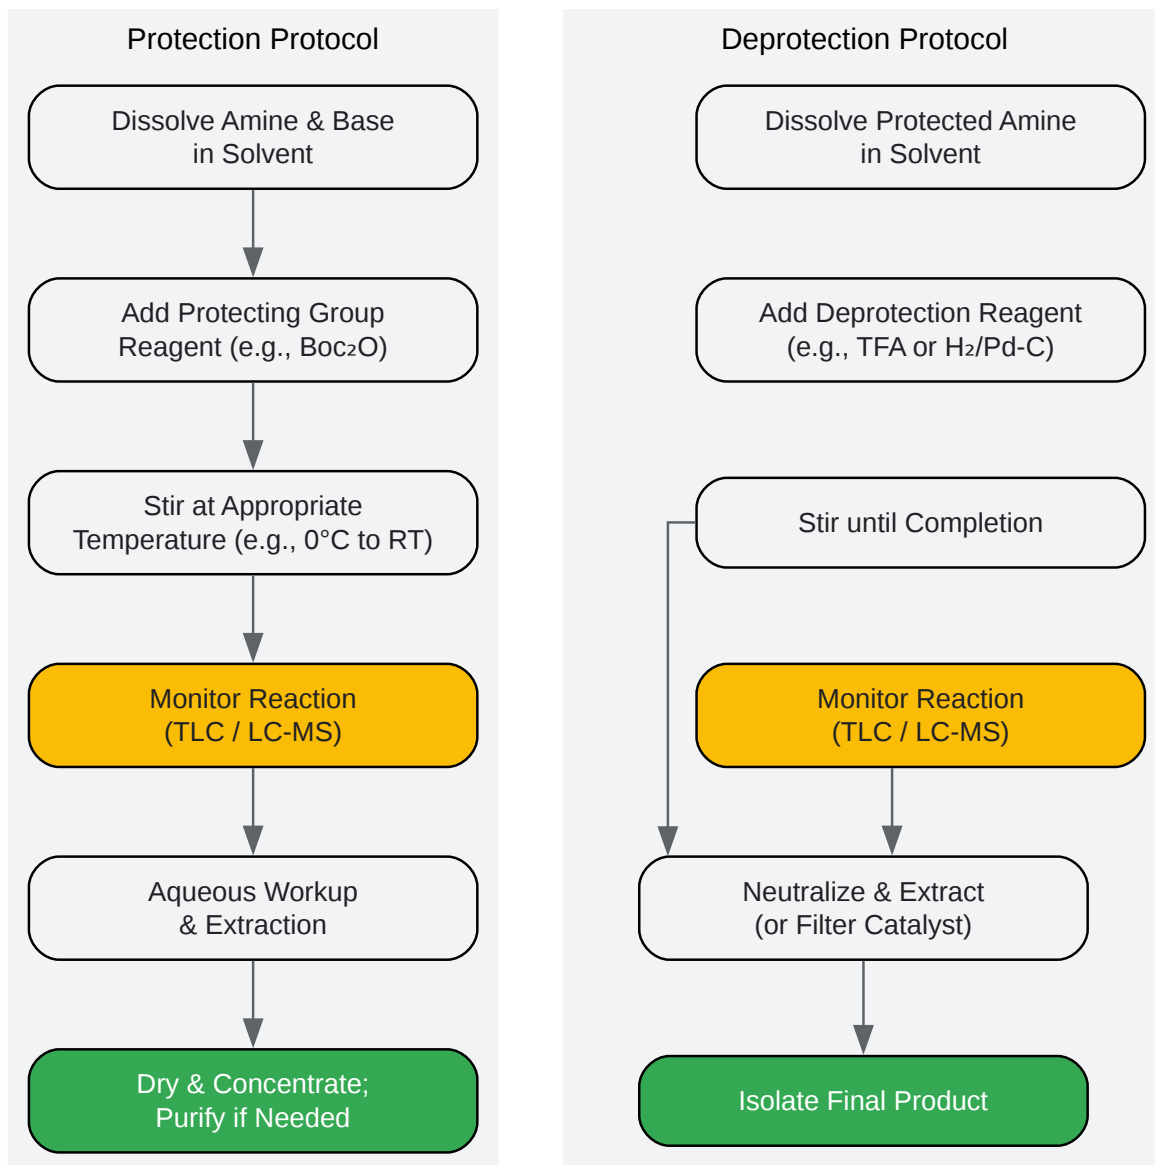 Protection Protocol
Dissolve Amine & Base
in Solvent
Add Protecting Group
Reagent (e.g., Boc₂O)
Stir at Appropriate
Temperature (e.g., 0°C to RT)
Monitor Reaction
(TLC / LC-MS)
Aqueous Workup
& Extraction
Dry & Concentrate;
Purify if Needed
Deprotection Protocol
Dissolve Protected Amine
in Solvent
Add Deprotection Reagent
(e.g., TFA or H₂/Pd-C)
Stir until Completion
Monitor Reaction
(TLC / LC-MS)
Neutralize & Extract
(or Filter Catalyst)
Isolate Final Product